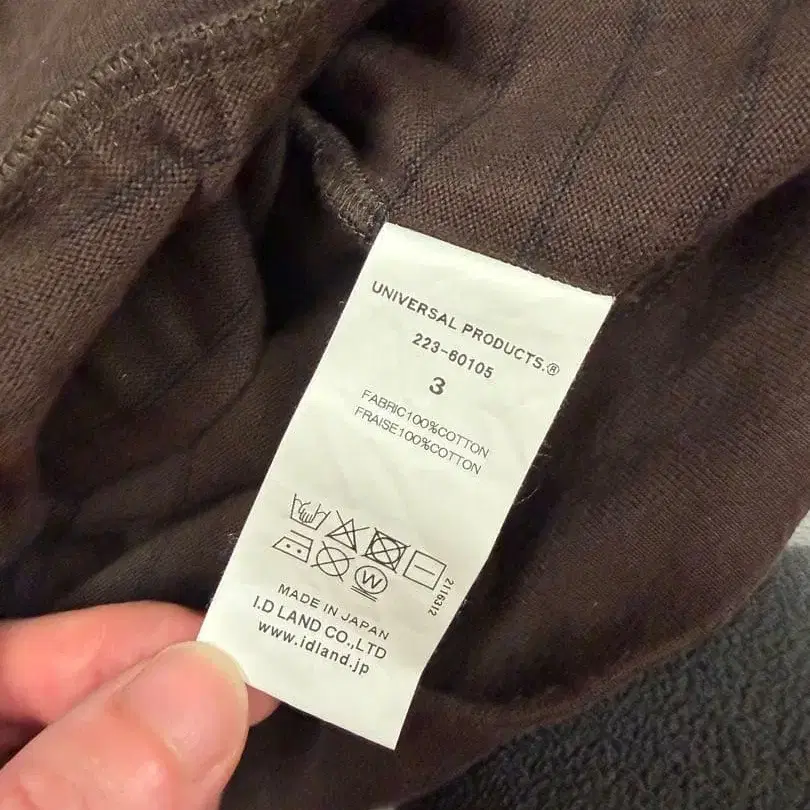 UNIVERSAL PRODUCTS.®
223-60105
3
FABRIC100%COTTON
FRAISE100%COTTON
W
2116312
MADE IN JAPAN
I.D LAND CO.,LTD
www.idland.jp